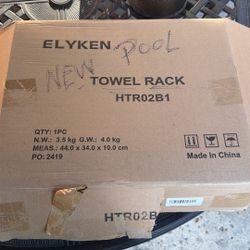 ELYKEN POOL
NEW
TOWEL RACK
HTR02B1
QTY: 1PC
N.W.: 3.5 kg G.W.: 4.0 kg
MEAS.: 44.0 x 34.0 x 10.0 cm
PO: 2419
Made in China
HTR02B